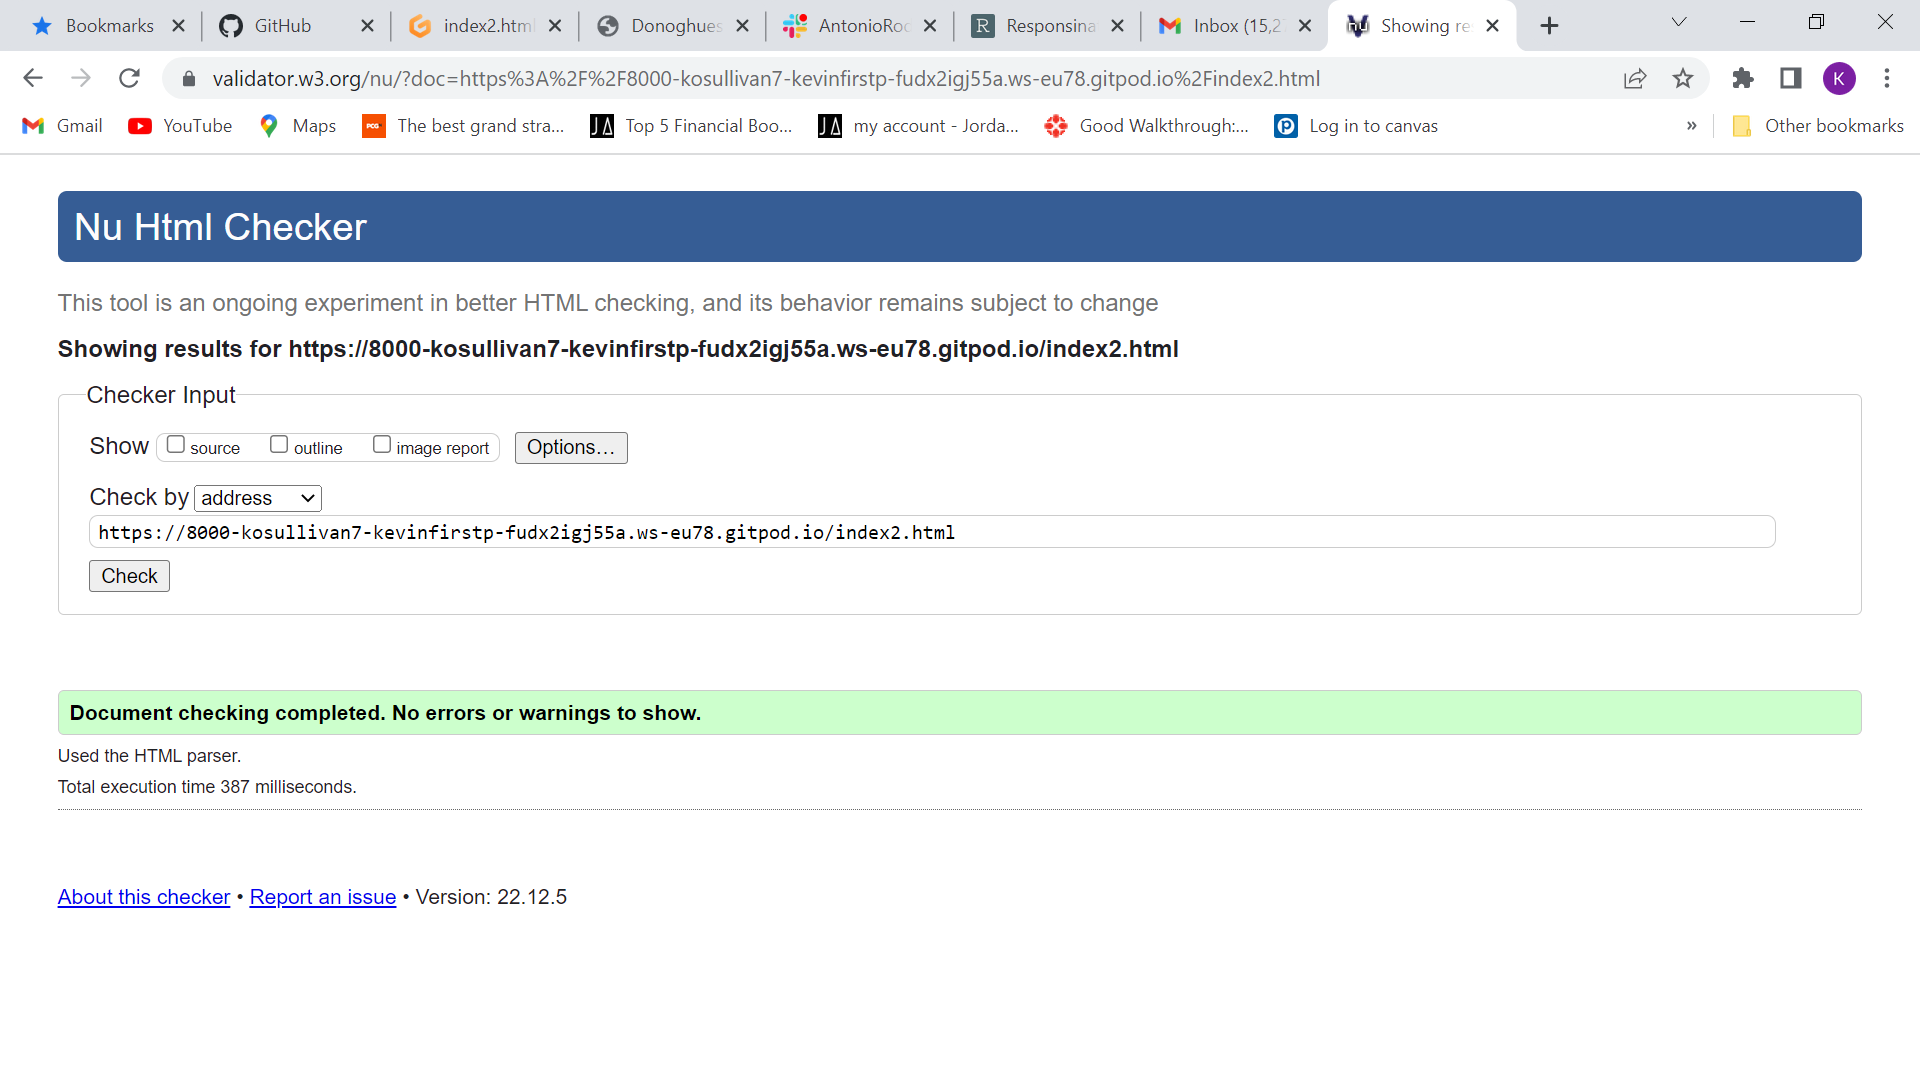 Bookmarks GitHub index2.html Donoghues AntonioRoc Responsina Inbox (15,2 Showing re
validator.w3.org/nu/?doc=https%3A%2F%2F8000-kosullivan7-kevinfirstp-fudx2igj55a.ws-eu78.gitpod.io%2Findex2.html K
Gmail YouTube Maps PCG The best grand stra... JA Top 5 Financial Boo... JA my account - Jorda... Good Walkthrough:... Log in to canvas » Other bookmarks
Nu Html Checker
This tool is an ongoing experiment in better HTML checking, and its behavior remains subject to change
Showing results for https://8000-kosullivan7-kevinfirstp-fudx2igj55a.ws-eu78.gitpod.io/index2.html
Checker Input
Show source outline image report Options...
Check by address
https://8000-kosullivan7-kevinfirstp-fudx2igj55a.ws-eu78.gitpod.io/index2.html
Check
Document checking completed. No errors or warnings to show.
Used the HTML parser.
Total execution time 387 milliseconds.
About this checker • Report an issue • Version: 22.12.5